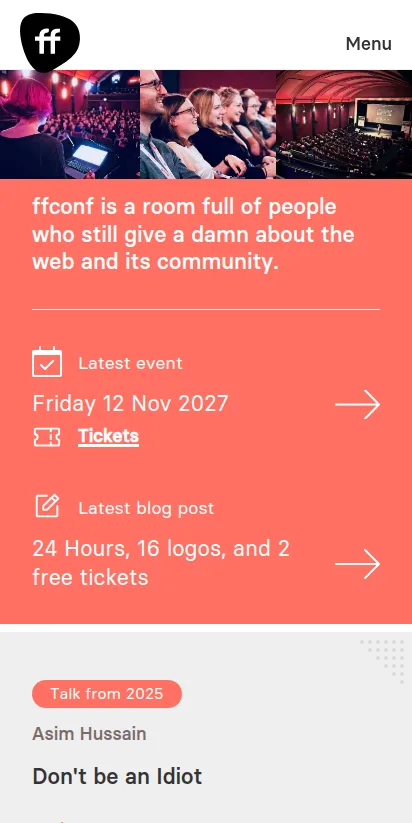 ff
Menu
ffconf is a room full of people
who still give a damn about the
web and its community.
Latest event
Friday 12 Nov 2027
Tickets
Latest blog post
24 Hours, 16 logos, and 2
free tickets
Talk from 2025
Asim Hussain
Don't be an Idiot